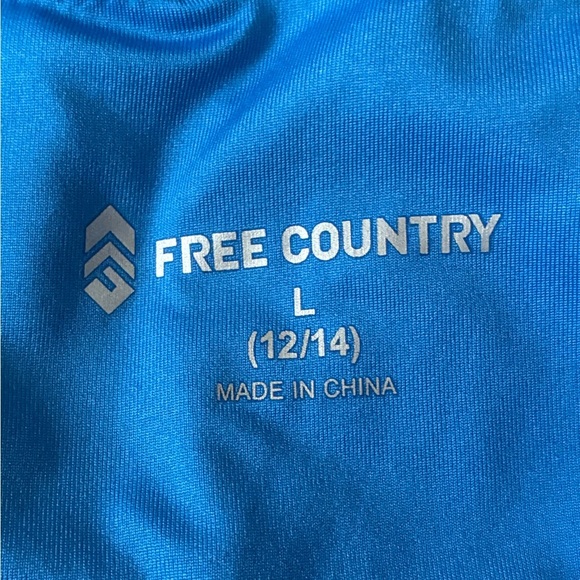 FREE COUNTRY
L
(12/14)
MADE IN CHINA